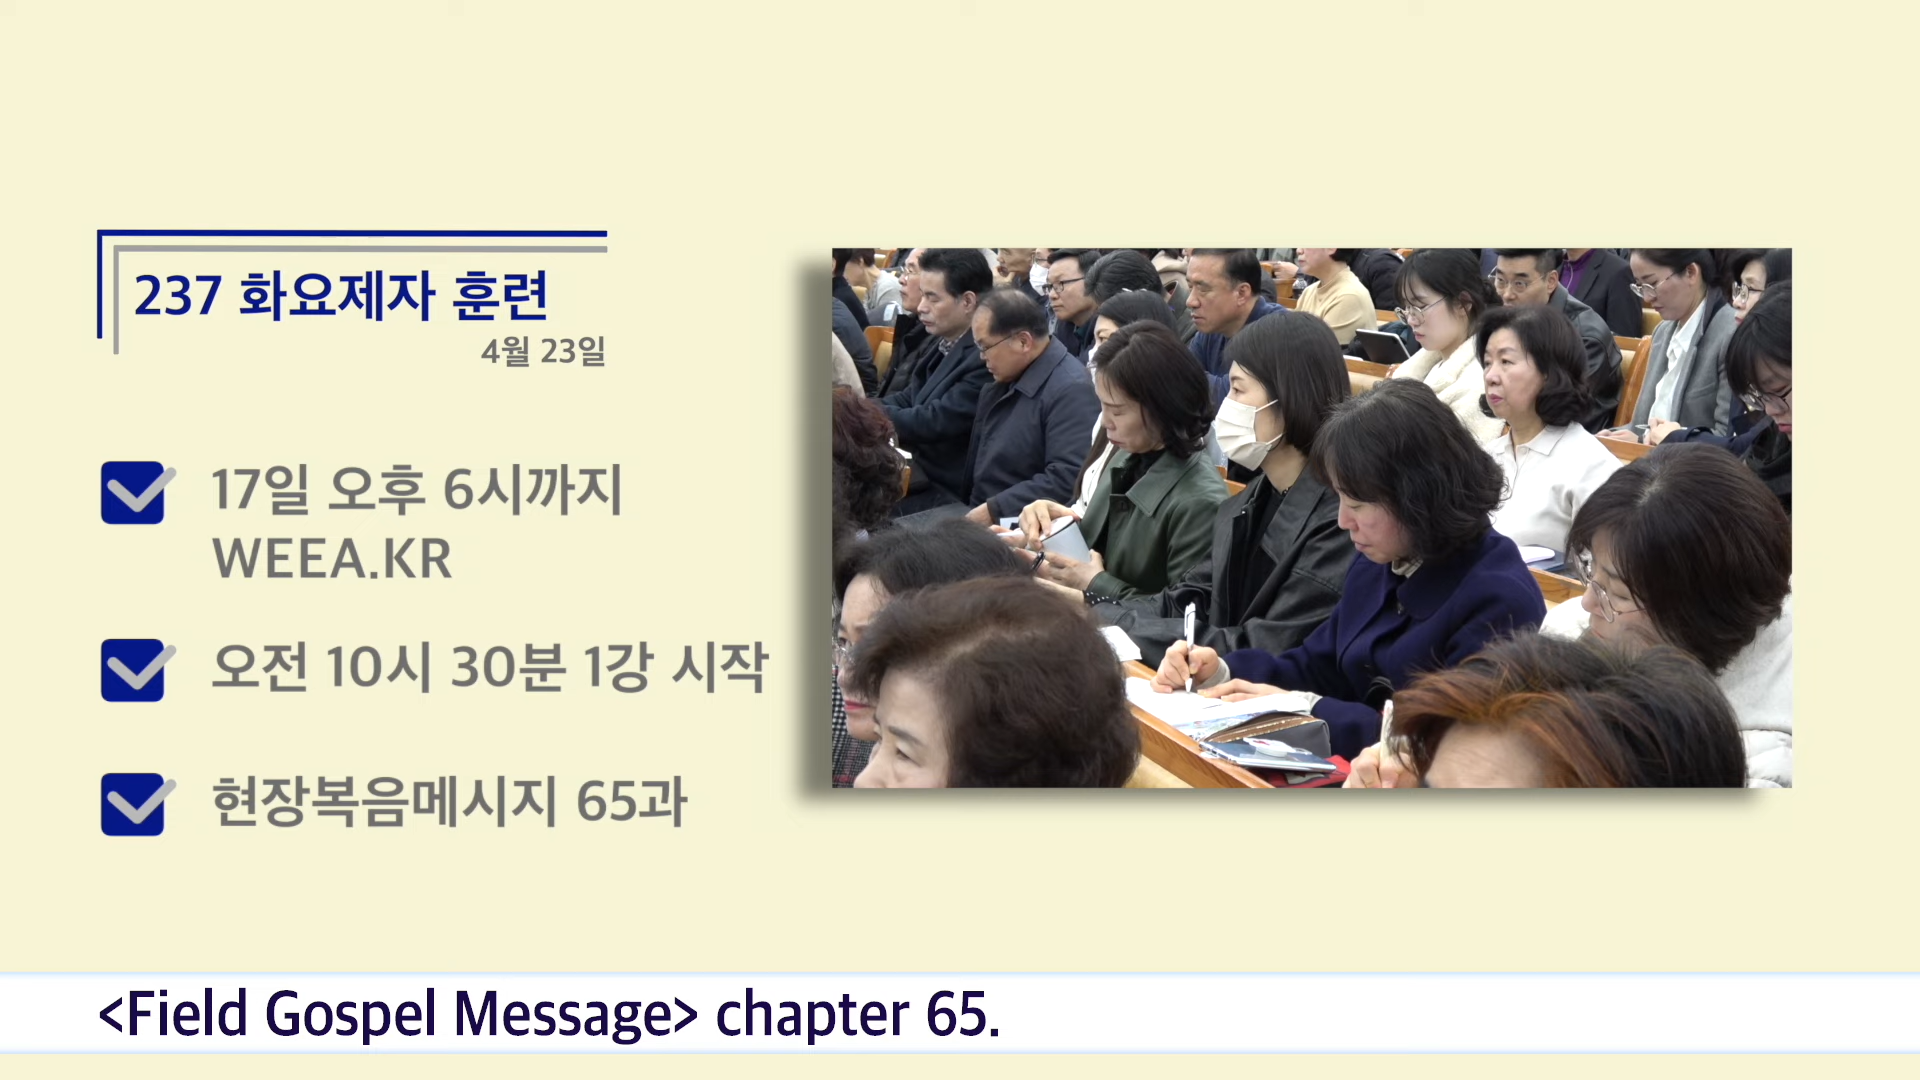 237 화요제자 훈련
4월 23일
17일 오후 6시까지
WEEA.KR
오전 10시 30분 1강 시작
현장복음메시지 65과
<Field Gospel Message> chapter 65.